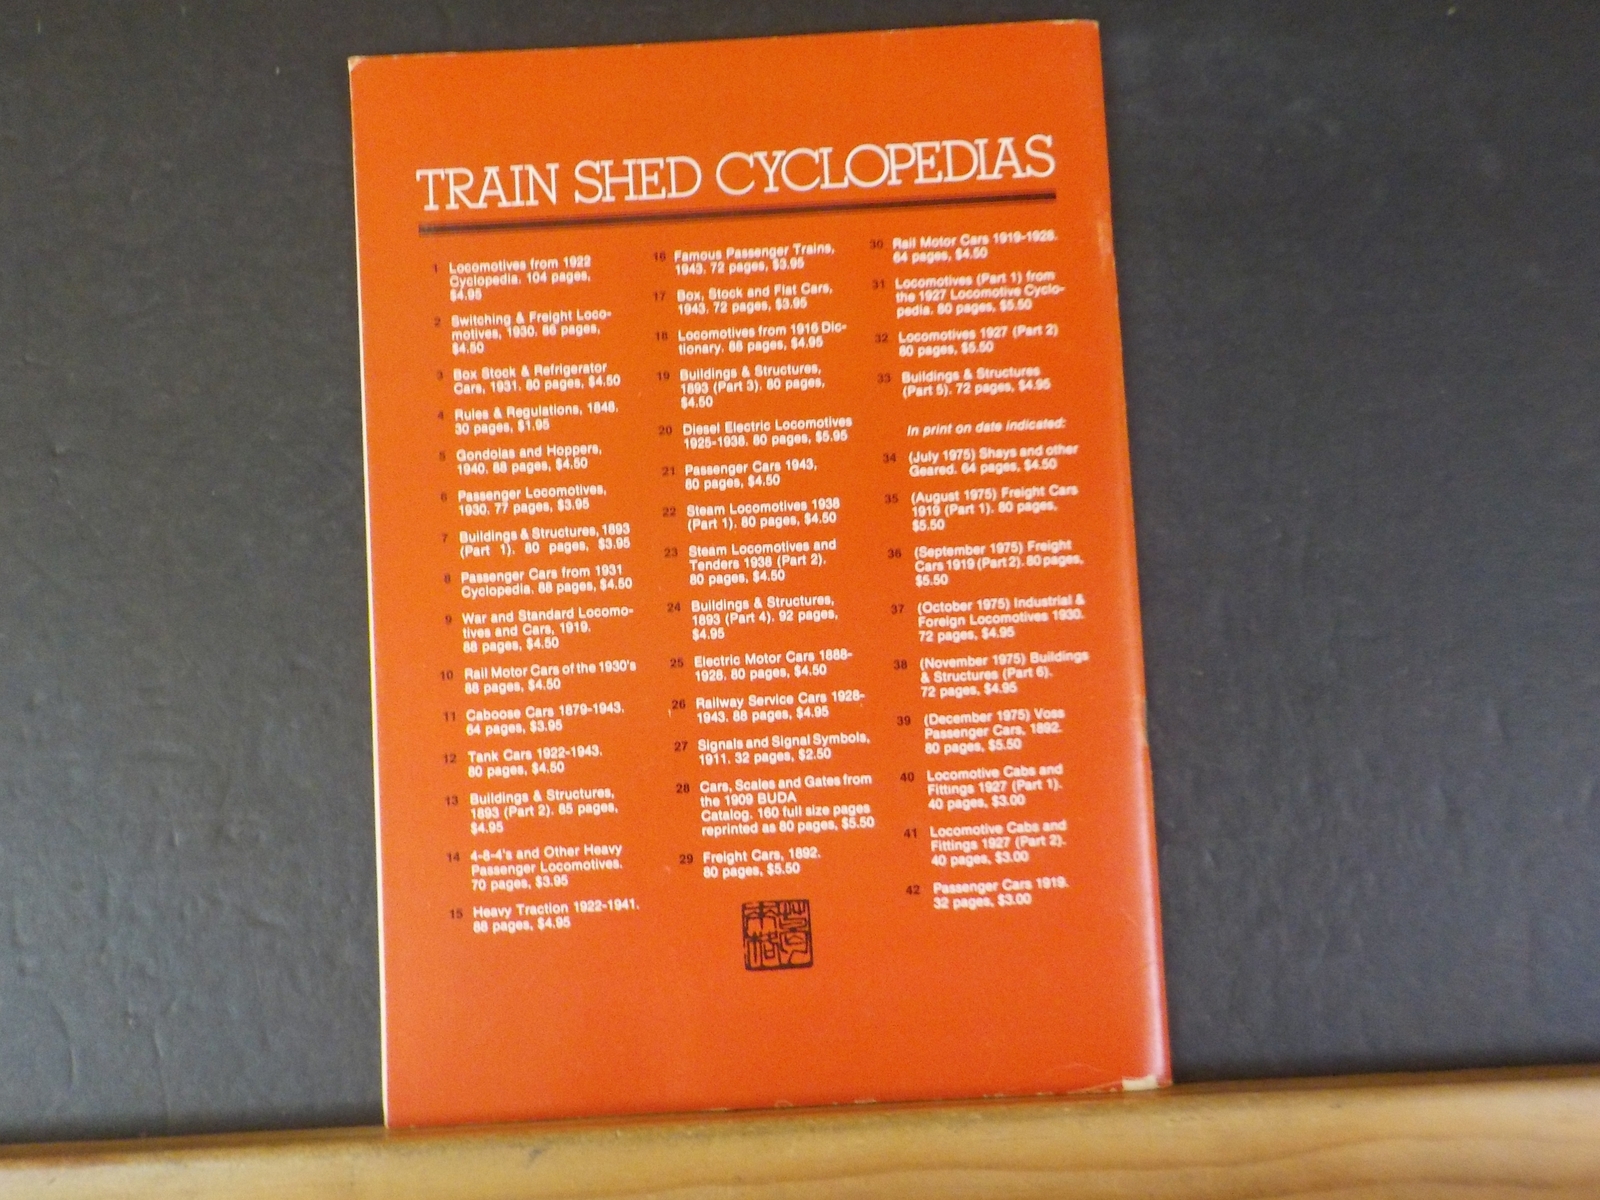 TRAIN SHED CYCLOPEDIAS
1 Locomotives from 1922
Cyclopedia. 104 pages,
$4.95
2 Switching & Freight Loco-
motives, 1930. 86 pages,
$4.50
3 Box Stock & Refrigerator
Cars, 1931. 80 pages, $4.50
4 Rules & Regulations, 1848.
30 pages, $1.95
5 Gondolas and Hoppers,
1940. 88 pages, $4.50
6 Passenger Locomotives,
1930. 77 pages, $3.95
7 Buildings & Structures, 1893
(Part 1). 80 pages, $3.95
8 Passenger Cars from 1931
Cyclopedia. 88 pages, $4.50
9 War and Standard Locomo-
tives and Cars, 1919.
88 pages, $4.50
10 Rail Motor Cars of the 1930's
88 pages, $4.50
11 Caboose Cars 1879-1943.
64 pages, $3.95
12 Tank Cars 1922-1943.
80 pages, $4.50
13 Buildings & Structures,
1893 (Part 2). 85 pages,
$4.95
14 4-8-4's and Other Heavy
Passenger Locomotives.
70 pages, $3.95
15 Heavy Traction 1922-1941.
88 pages, $4.95
16 Famous Passenger Trains,
1943. 72 pages, $3.95
17 Box, Stock and Flat Cars,
1943. 72 pages, $3.95
18 Locomotives from 1916 Dic-
tionary. 88 pages, $4.95
19 Buildings & Structures,
1893 (Part 3). 80 pages,
$4.50
20 Diesel Electric Locomotives
1925-1938. 80 pages, $5.95
21 Passenger Cars 1943,
80 pages, $4.50
22 Steam Locomotives 1938
(Part 1). 80 pages, $4.50
23 Steam Locomotives and
Tenders 1938 (Part 2).
80 pages, $4.50
24 Buildings & Structures,
1893 (Part 4). 92 pages,
$4.95
25 Electric Motor Cars 1888-
1928. 80 pages, $4.50
26 Railway Service Cars 1928-
1943. 88 pages, $4.95
27 Signals and Signal Symbols,
1911. 32 pages, $2.50
28 Cars, Scales and Gates from
the 1909 BUDA
Catalog. 160 full size pages
reprinted as 80 pages, $5.50
29 Freight Cars, 1892.
80 pages, $5.50
30 Rail Motor Cars 1919-1928.
64 pages, $4.50
31 Locomotives (Part 1) from
the 1927 Locomotive Cyclo-
pedia. 80 pages, $5.50
32 Locomotives 1927 (Part 2)
80 pages, $5.50
33 Buildings & Structures
(Part 5). 72 pages, $4.95
In print on date indicated:
34 (July 1975) Shays and other
Geared. 64 pages, $4.50
35 (August 1975) Freight Cars
1919 (Part 1). 80 pages,
$5.50
36 (September 1975) Freight
Cars 1919 (Part 2). 80 pages,
$5.50
37 (October 1975) Industrial &
Foreign Locomotives 1930.
72 pages, $4.95
38 (November 1975) Buildings
& Structures (Part 6).
72 pages, $4.95
39 (December 1975) Voss
Passenger Cars, 1892.
80 pages, $5.50
40 Locomotive Cabs and
Fittings 1927 (Part 1).
40 pages, $3.00
41 Locomotive Cabs and
Fittings 1927 (Part 2).
40 pages, $3.00
42 Passenger Cars 1919.
32 pages, $3.00